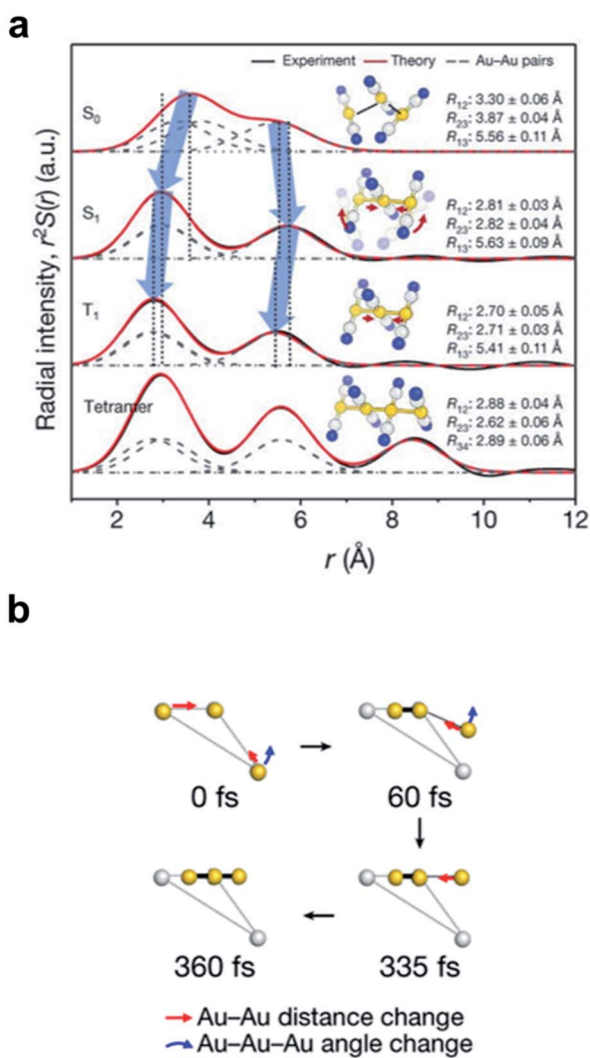 a
Experiment Theory Au–Au pairs
S0
R12: 3.30 ± 0.06 Å
R23: 3.87 ± 0.04 Å
R13: 5.56 ± 0.11 Å
S1
R12: 2.81 ± 0.03 Å
R23: 2.82 ± 0.04 Å
R13: 5.63 ± 0.09 Å
T1
R12: 2.70 ± 0.05 Å
R23: 2.71 ± 0.03 Å
R13: 5.41 ± 0.11 Å
Tetramer
R12: 2.88 ± 0.04 Å
R23: 2.62 ± 0.06 Å
R34: 2.89 ± 0.06 Å
Radial intensity, r²S(r) (a.u.)
2 4 6 8 10 12
r (Å)
b
0 fs 60 fs
360 fs 335 fs
Au–Au distance change
Au–Au–Au angle change